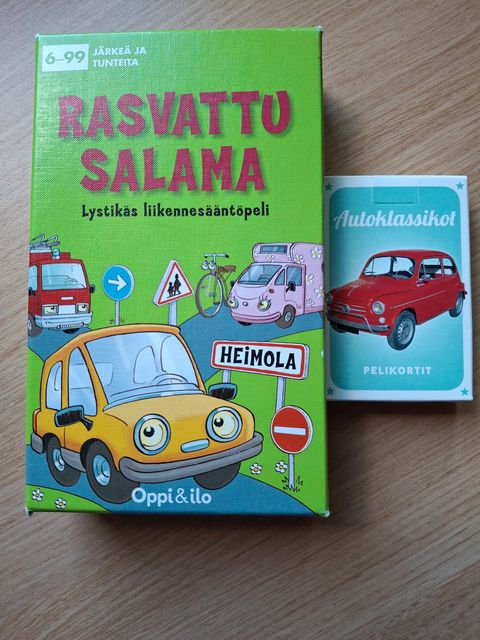 6–99
JÄRKEÄ JA
TUNTEITA
RASVATTU
SALAMA
Lystikäs liikennesääntöpeli
HEIMOLA
Oppi&ilo
Autoklassikot
PELIKORTIT